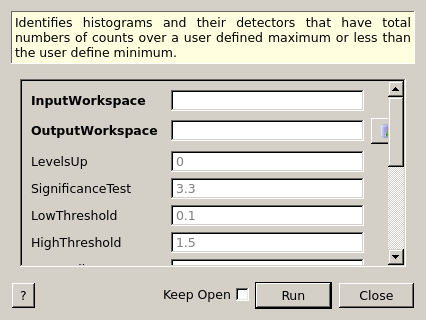 Identifies histograms and their detectors that have total
numbers of counts over a user defined maximum or less than
the user define minimum.
InputWorkspace
OutputWorkspace
LevelsUp 0
SignificanceTest 3.3
LowThreshold 0.1
HighThreshold 1.5
? Keep Open Run Close